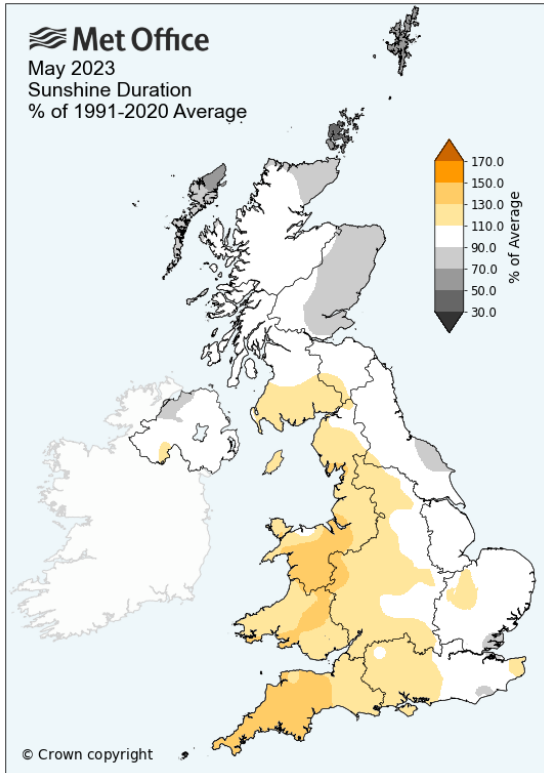 Met Office
May 2023
Sunshine Duration
% of 1991-2020 Average
170.0
150.0
130.0
110.0
90.0
70.0
50.0
30.0
% of Average
© Crown copyright